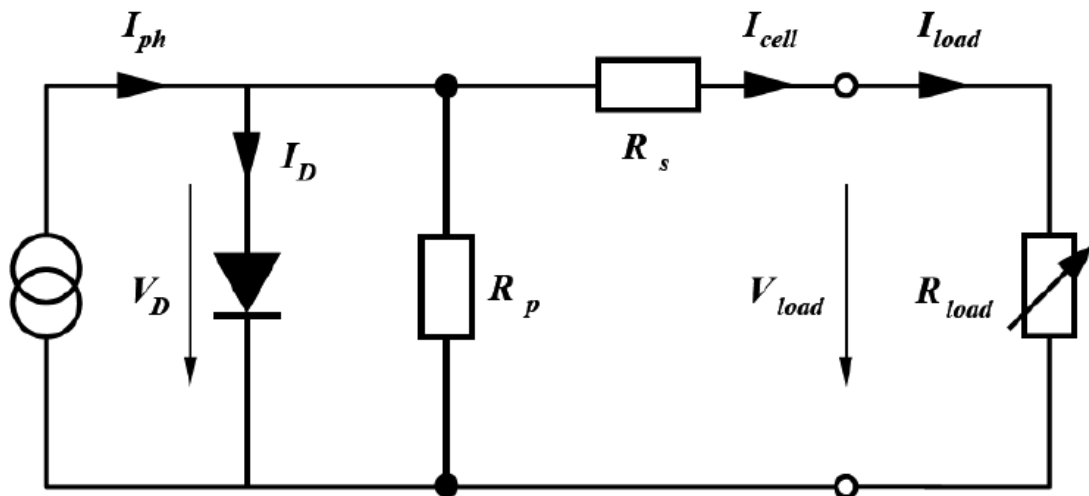 I_ph
I_cell
I_load
I_D
R_s
V_D
R_p
V_load
R_load